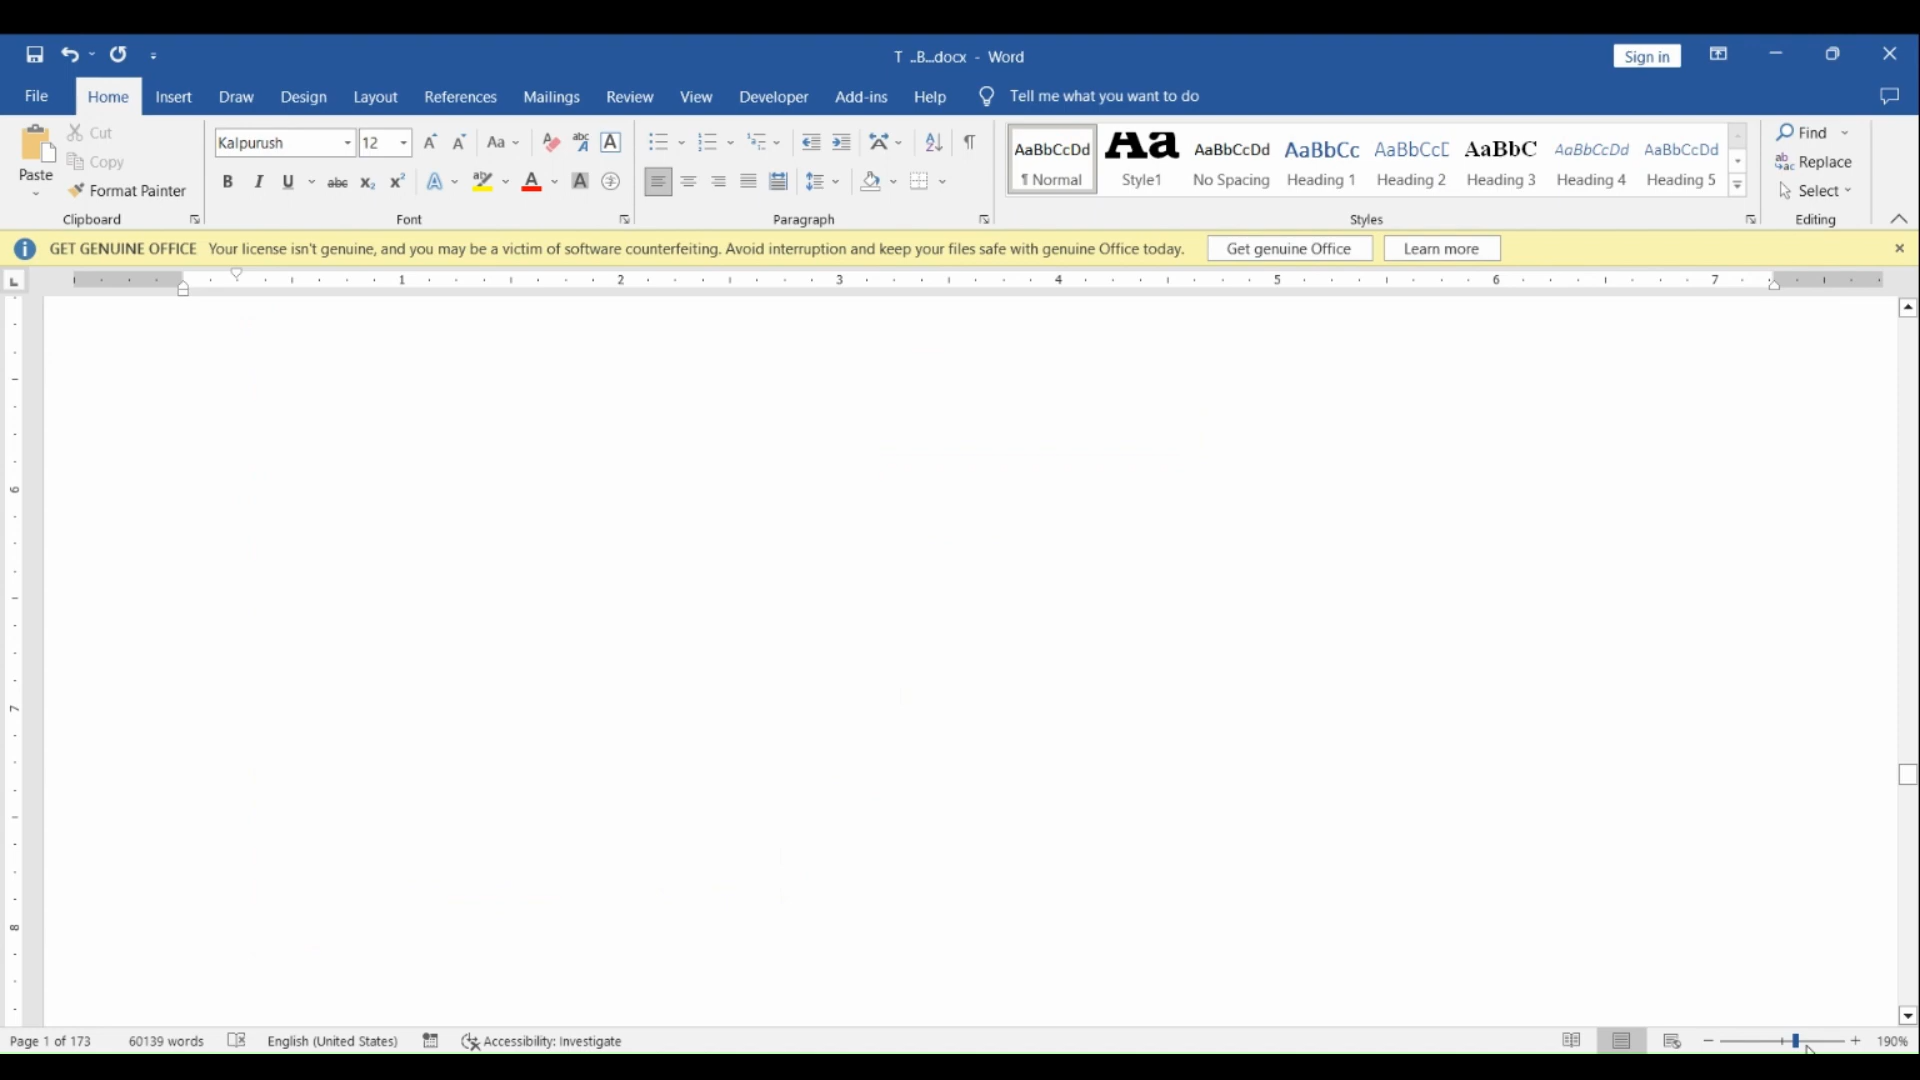 T ..B...docx - Word
Sign in
File Home Insert Draw Design Layout References Mailings Review View Developer Add-ins Help Tell me what you want to do
Paste
Cut
Copy
Format Painter
Clipboard
Kalpurush 12
Font
Paragraph
AaBbCcDd Aa AaBbCcDd AaBbCc AaBbCcD AaBbC AaBbCcDd AaBbCcDd
¶ Normal Style1 No Spacing Heading 1 Heading 2 Heading 3 Heading 4 Heading 5
Styles
Find
Replace
Select
Editing
GET GENUINE OFFICE Your license isn't genuine, and you may be a victim of software counterfeiting. Avoid interruption and keep your files safe with genuine Office today. Get genuine Office Learn more
1 2 3 4 5 6 7
6
7
8
Page 1 of 173 60139 words English (United States) Accessibility: Investigate 190%